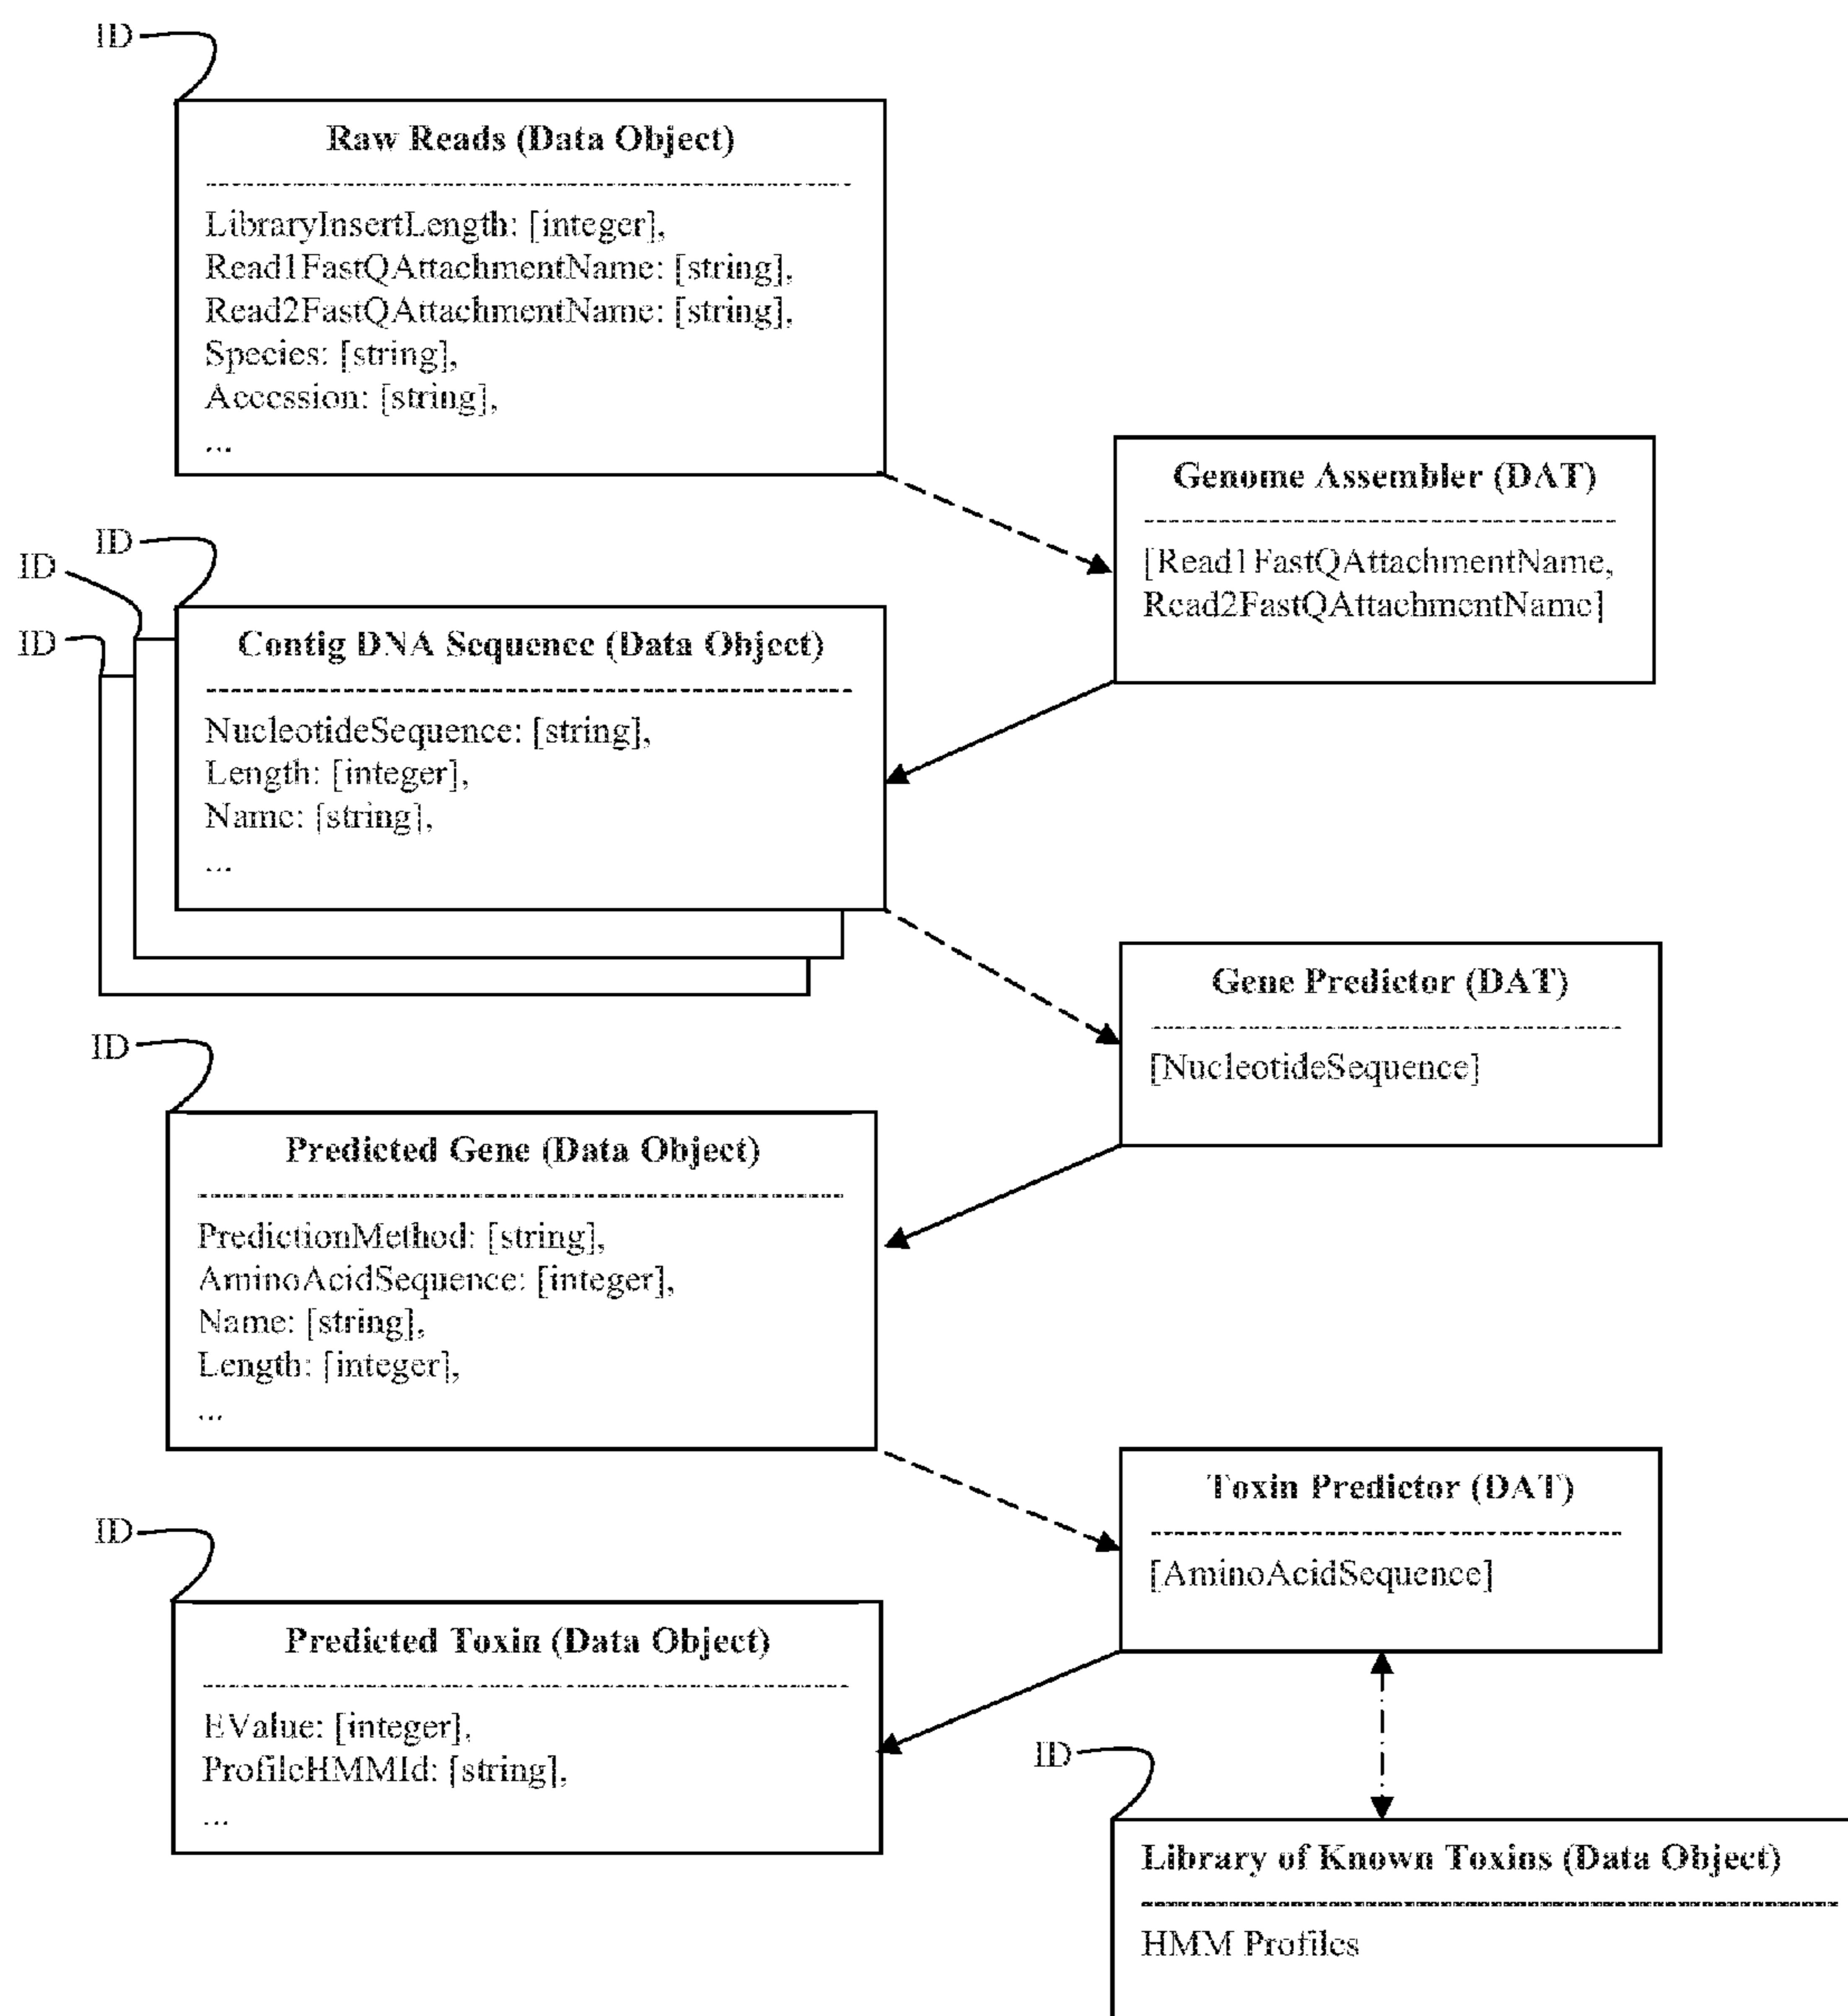 ID
Raw Reads (Data Object)
LibraryInsertLength: [integer],
Read1FastQAttachmentName: [string],
Read2FastQAttachmentName: [string],
Species: [string],
Accession: [string],
...
Genome Assembler (DAT)
[Read1FastQAttachmentName,
Read2FastQAttachmentName]
ID
ID
ID
Contig DNA Sequence (Data Object)
NucleotideSequence: [string],
Length: [integer],
Name: [string],
...
Gene Predictor (DAT)
[NucleotideSequence]
ID
Predicted Gene (Data Object)
PredictionMethod: [string],
AminoAcidSequence: [integer],
Name: [string],
Length: [integer],
...
Toxin Predictor (DAT)
[AminoAcidSequence]
ID
Predicted Toxin (Data Object)
EValue: [integer],
ProfileHMMId: [string],
...
ID
Library of Known Toxins (Data Object)
HMM Profiles